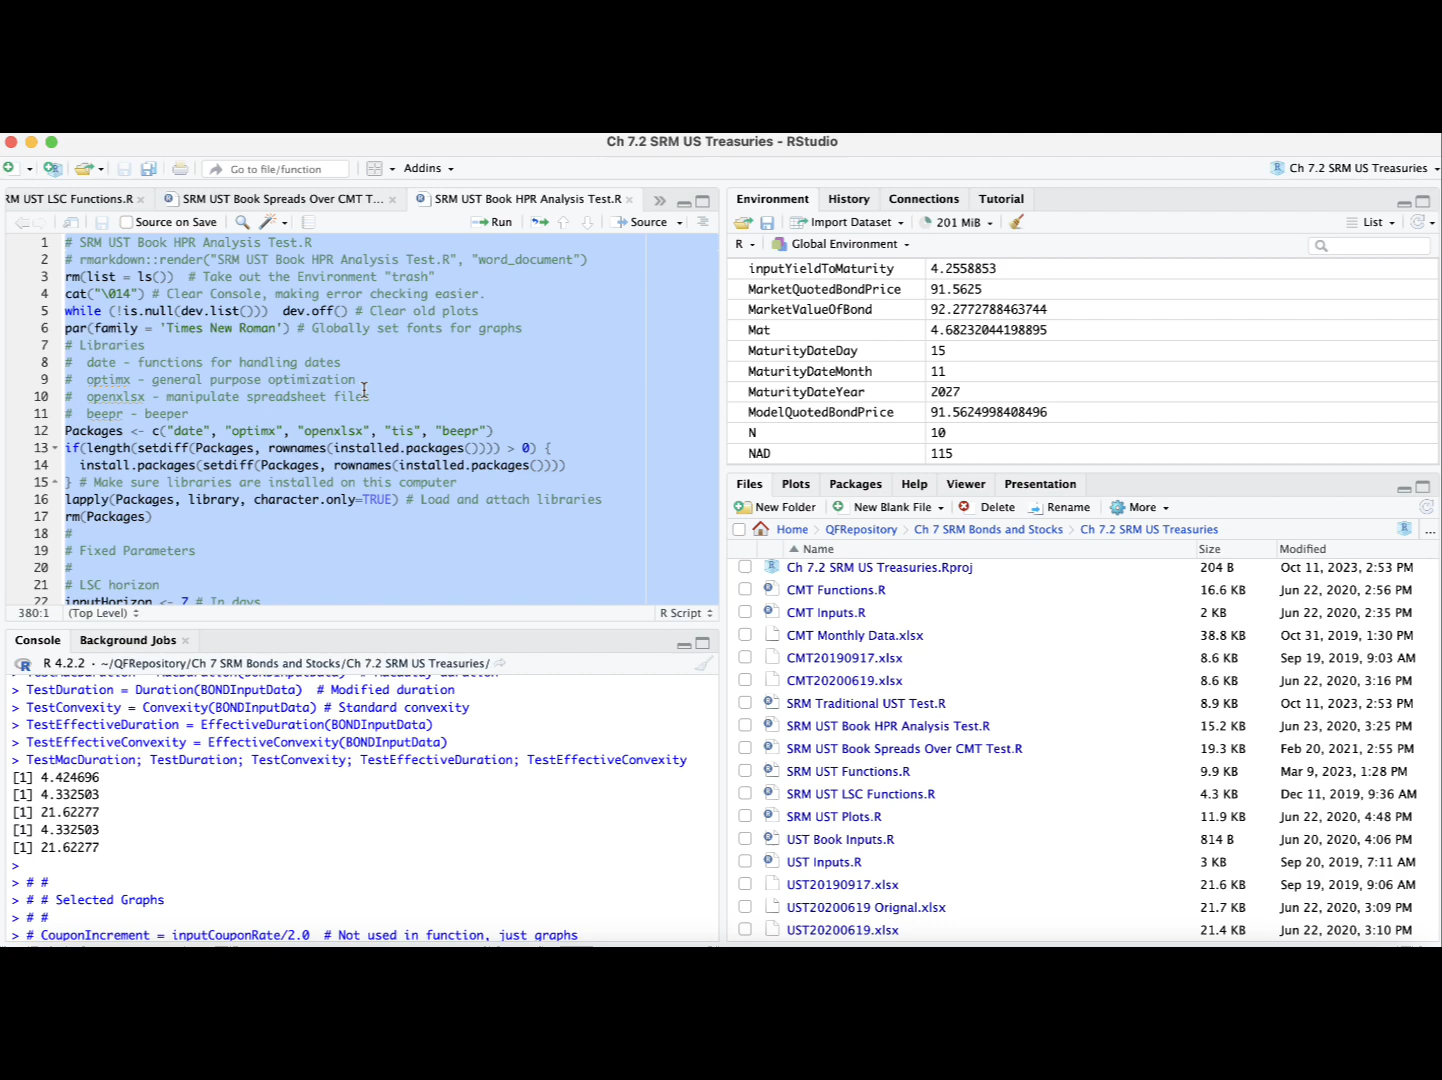 Ch 7.2 SRM US Treasuries - RStudio
Go to file/function
Addins
Ch 7.2 SRM US Treasuries
RM UST LSC Functions.R
SRM UST Book Spreads Over CMT T...
SRM UST Book HPR Analysis Test.R
Source on Save
Run
Source
1 # SRM UST Book HPR Analysis Test.R
2 # rmarkdown::render("SRM UST Book HPR Analysis Test.R", "word_document")
3 rm(list = ls())  # Take out the Environment "trash"
4 cat("\014") # Clear Console, making error checking easier.
5 while (!is.null(dev.list()))  dev.off() # Clear old plots
6 par(family = 'Times New Roman') # Globally set fonts for graphs
7 # Libraries
8 #  date - functions for handling dates
9 #  optimx - general purpose optimization
10 #  openxlsx - manipulate spreadsheet files
11 #  beepr - beeper
12 Packages <- c("date", "optimx", "openxlsx", "tis", "beepr")
13 if(length(setdiff(Packages, rownames(installed.packages()))) > 0) {
14   install.packages(setdiff(Packages, rownames(installed.packages())))
15 } # Make sure libraries are installed on this computer
16 lapply(Packages, library, character.only=TRUE) # Load and attach libraries
17 rm(Packages)
18 #
19 # Fixed Parameters
20 #
21 # LSC horizon
22 inputHorizon <- 7 # In days
380:1 (Top Level) R Script
Console Background Jobs
R 4.2.2 · ~/QFRepository/Ch 7 SRM Bonds and Stocks/Ch 7.2 SRM US Treasuries/
> TestDuration = Duration(BONDInputData)  # Modified duration
> TestConvexity = Convexity(BONDInputData) # Standard convexity
> TestEffectiveDuration = EffectiveDuration(BONDInputData)
> TestEffectiveConvexity = EffectiveConvexity(BONDInputData)
> TestMacDuration; TestDuration; TestConvexity; TestEffectiveDuration; TestEffectiveConvexity
[1] 4.424696
[1] 4.332503
[1] 21.62277
[1] 4.332503
[1] 21.62277
>
> # #
> # # Selected Graphs
> # #
> # CouponIncrement = inputCouponRate/2.0  # Not used in function, just graphs
Environment History Connections Tutorial
Import Dataset 201 MiB List
R Global Environment
inputYieldToMaturity 4.2558853
MarketQuotedBondPrice 91.5625
MarketValueOfBond 92.2772788463744
Mat 4.68232044198895
MaturityDateDay 15
MaturityDateMonth 11
MaturityDateYear 2027
ModelQuotedBondPrice 91.5624998408496
N 10
NAD 115
Files Plots Packages Help Viewer Presentation
New Folder New Blank File Delete Rename More
Home QFRepository Ch 7 SRM Bonds and Stocks Ch 7.2 SRM US Treasuries ...
Name Size Modified
Ch 7.2 SRM US Treasuries.Rproj 204 B Oct 11, 2023, 2:53 PM
CMT Functions.R 16.6 KB Jun 22, 2020, 2:56 PM
CMT Inputs.R 2 KB Jun 22, 2020, 2:35 PM
CMT Monthly Data.xlsx 38.8 KB Oct 31, 2019, 1:30 PM
CMT20190917.xlsx 8.6 KB Sep 19, 2019, 9:03 AM
CMT20200619.xlsx 8.6 KB Jun 22, 2020, 3:16 PM
SRM Traditional UST Test.R 8.9 KB Oct 11, 2023, 2:53 PM
SRM UST Book HPR Analysis Test.R 15.2 KB Jun 23, 2020, 3:25 PM
SRM UST Book Spreads Over CMT Test.R 19.3 KB Feb 20, 2021, 2:55 PM
SRM UST Functions.R 9.9 KB Mar 9, 2023, 1:28 PM
SRM UST LSC Functions.R 4.3 KB Dec 11, 2019, 9:36 AM
SRM UST Plots.R 11.9 KB Jun 22, 2020, 4:48 PM
UST Book Inputs.R 814 B Jun 20, 2020, 4:06 PM
UST Inputs.R 3 KB Sep 20, 2019, 7:11 AM
UST20190917.xlsx 21.6 KB Sep 19, 2019, 9:06 AM
UST20200619 Orignal.xlsx 21.7 KB Jun 22, 2020, 3:09 PM
UST20200619.xlsx 21.4 KB Jun 22, 2020, 3:10 PM